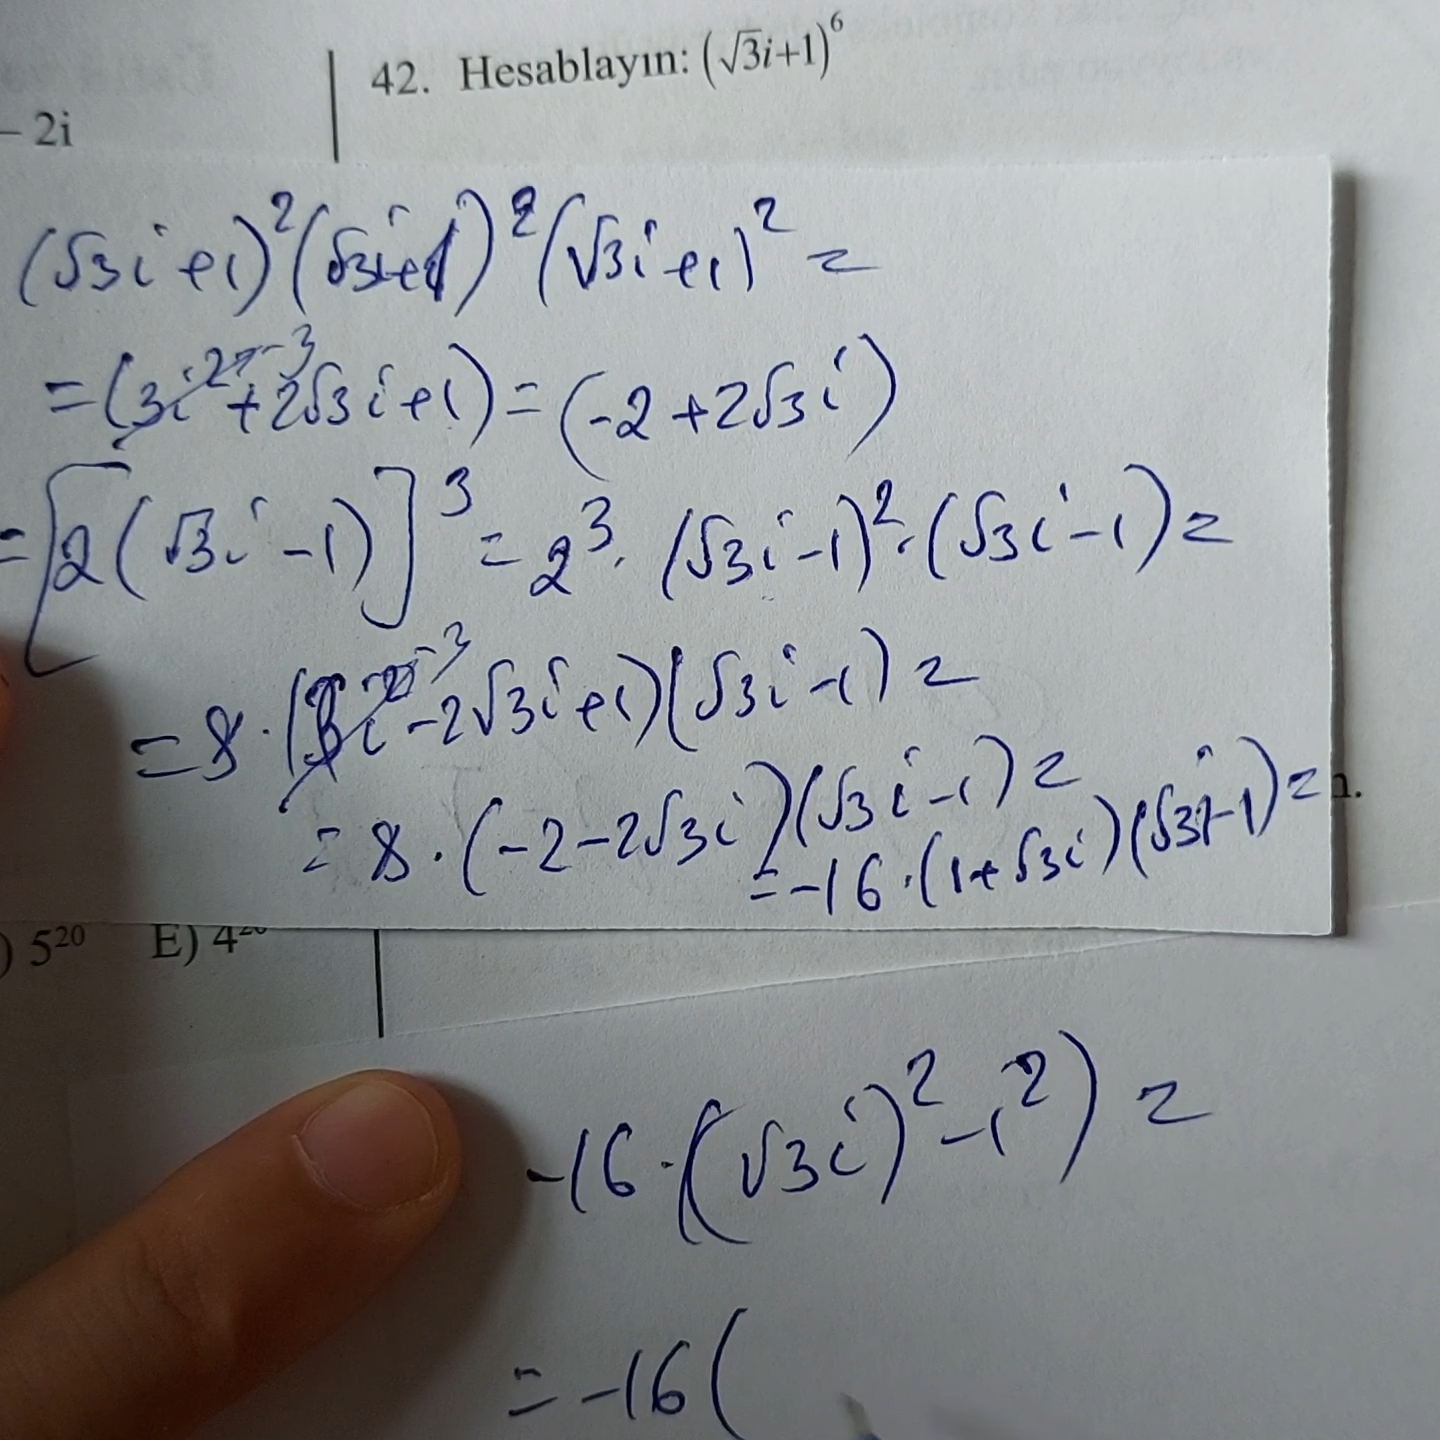 42. Hesablayın: (√3i+1)⁶
– 2i
(√3i+1)²(√3i+1)²(√3i+1)² =
= (3i²⁼⁻³+2√3i+1) = (-2+2√3i)
= [2(√3i-1)]³ = 2³·(√3i-1)²·(√3i-1) =
= 8·(3i²⁼⁻³-2√3i+1)(√3i-1) =
= 8·(-2-2√3i)(√3i-1) =
= -16·(1+√3i)(√3i-1) =
) 5²⁰ E) 4²⁰
-16·((√3i)²-1²) =
= -16(